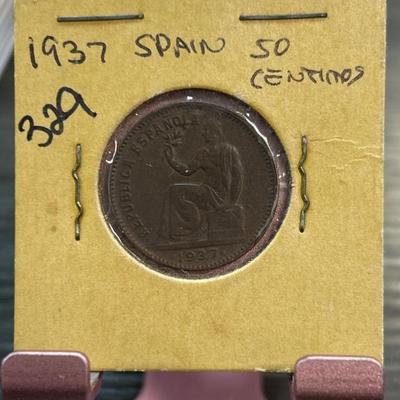 1937 SPAIN 50
CENTIMOS
329
REPUBLICA ESPAÑOLA
1937